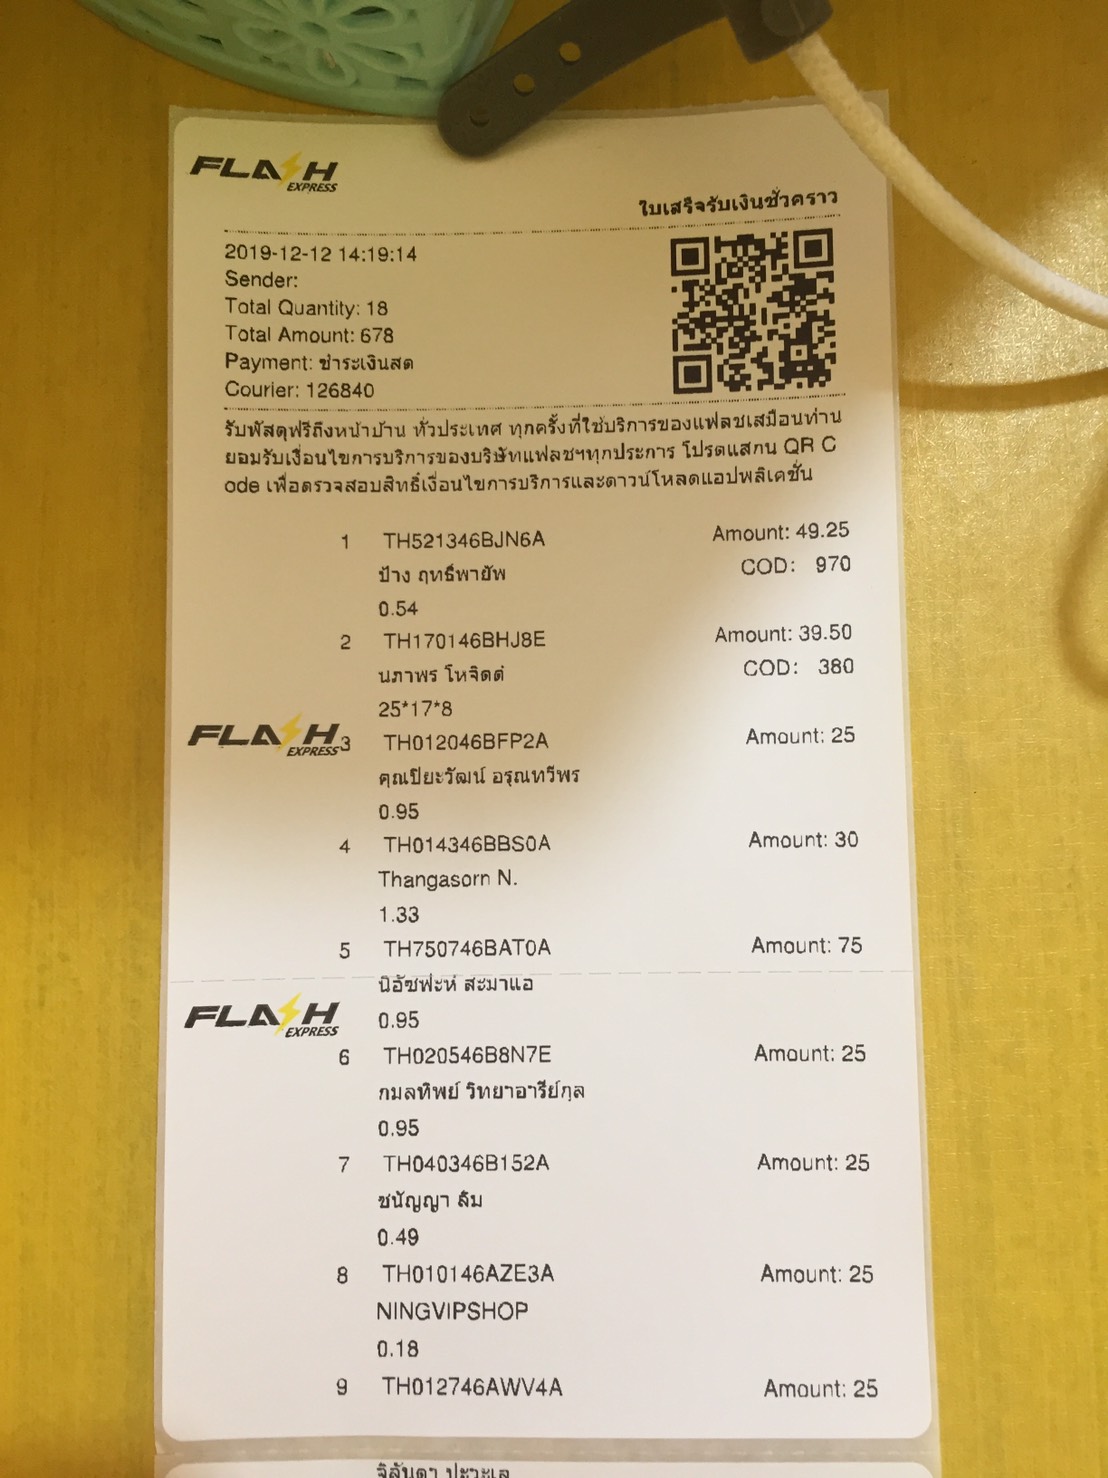 FLASH EXPRESS
ใบเสร็จรับเงินชั่วคราว
2019-12-12 14:19:14
Sender:
Total Quantity: 18
Total Amount: 678
Payment: ชำระเงินสด
Courier: 126840
รับพัสดุฟรีถึงหน้าบ้าน ทั่วประเทศ ทุกครั้งที่ใช้บริการของแฟลชเสมือนท่าน
ยอมรับเงื่อนไขการบริการของบริษัทแฟลชฯทุกประการ โปรดแสกน QR C
ode เพื่อตรวจสอบสิทธิ์เงื่อนไขการบริการและดาวน์โหลดแอปพลิเคชั่น
1 TH521346BJN6A Amount: 49.25
ป้าง ฤทธิ์พายัพ COD: 970
0.54
2 TH170146BHJ8E Amount: 39.50
นภาพร โหจิตต์ COD: 380
25*17*8
FLASH EXPRESS
3 TH012046BFP2A Amount: 25
คุณปิยะวัฒน์ อรุณทวีพร
0.95
4 TH014346BBS0A Amount: 30
Thangasorn N.
1.33
5 TH750746BAT0A Amount: 75
นิอัซฟะห์ สะมาแอ
0.95
FLASH EXPRESS
6 TH020546B8N7E Amount: 25
กมลทิพย์ วิทยาอารีย์กุล
0.95
7 TH040346B152A Amount: 25
ชนัญญา ลิ้ม
0.49
8 TH010146AZE3A Amount: 25
NINGVIPSHOP
0.18
9 TH012746AWV4A Amount: 25